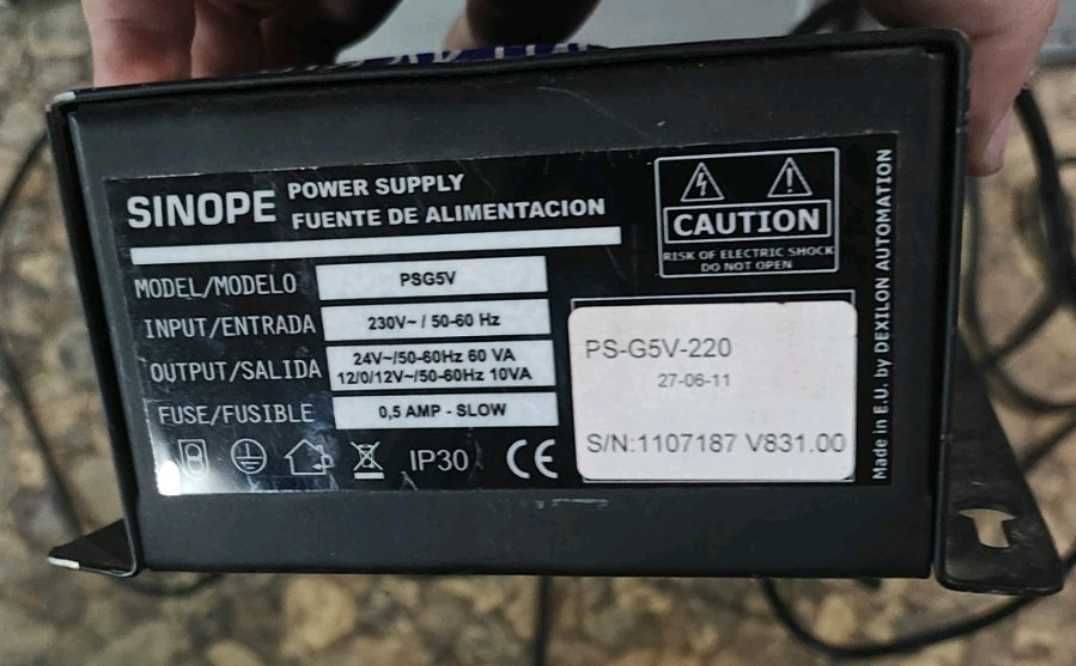 SINOPE POWER SUPPLY
FUENTE DE ALIMENTACION
MODEL/MODELO PSG5V
INPUT/ENTRADA 230V~ / 50-60 Hz
OUTPUT/SALIDA 24V~/50-60Hz 60 VA
12/0/12V~/50-60Hz 10VA
FUSE/FUSIBLE 0,5 AMP - SLOW
IP30 CE
CAUTION
RISK OF ELECTRIC SHOCK
DO NOT OPEN
PS-G5V-220
27-06-11
S/N:1107187 V831.00
Made in E.U. by DEXILON AUTOMATION